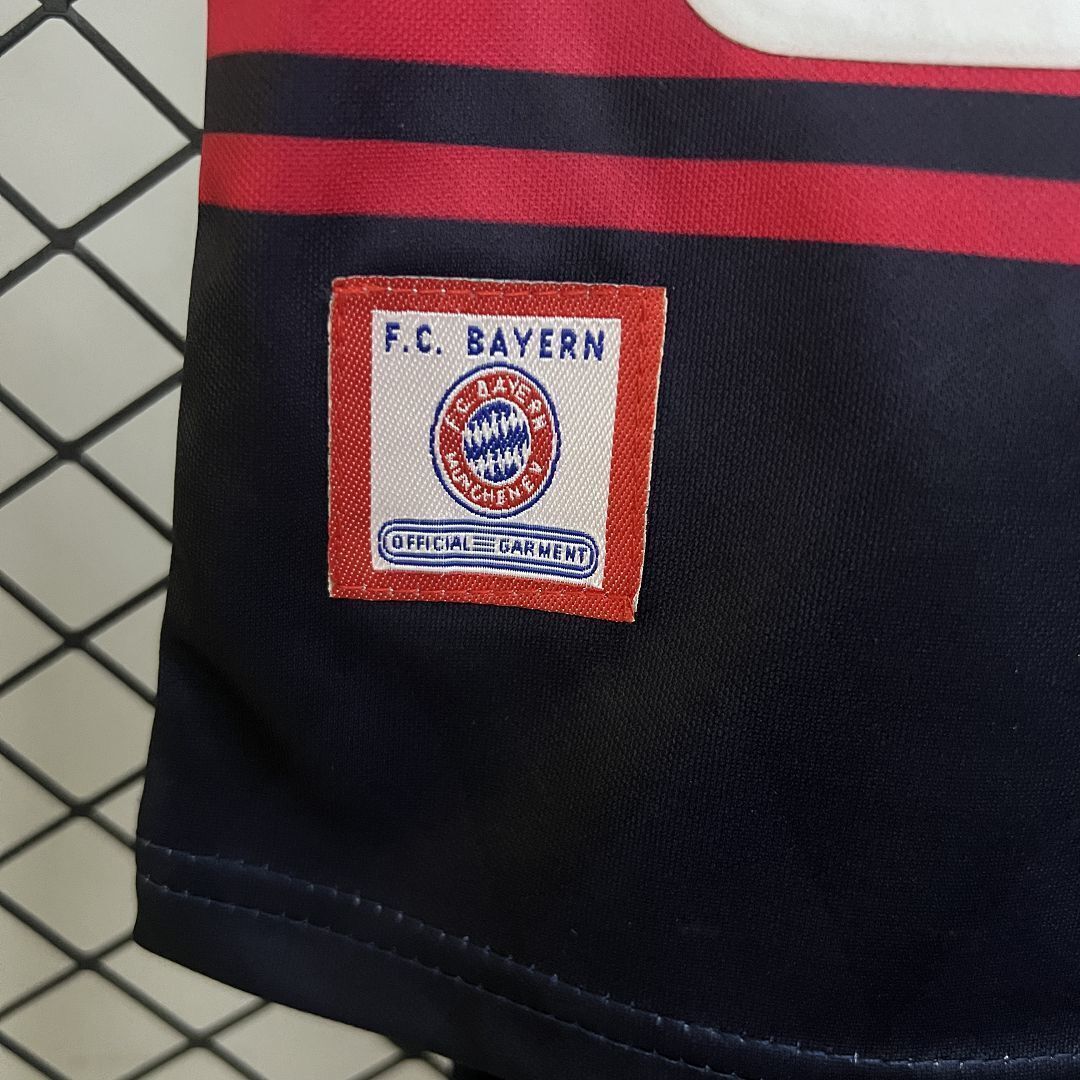 F.C. BAYERN
F.C. BAYERN
MÜNCHEN E.V.
OFFICIAL GARMENT